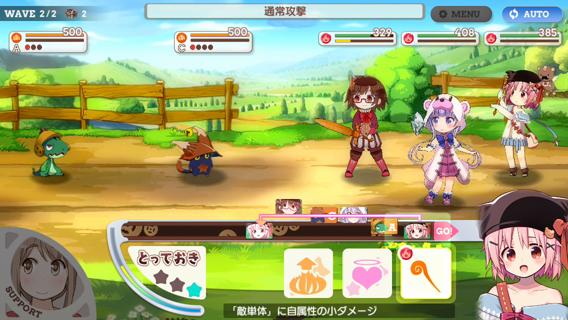 WAVE 2/2 2
通常攻撃
MENU
AUTO
500
A
500
C
329
408
385
GO!
とっておき
SUPPORT
「敵単体」に自属性の小ダメージ